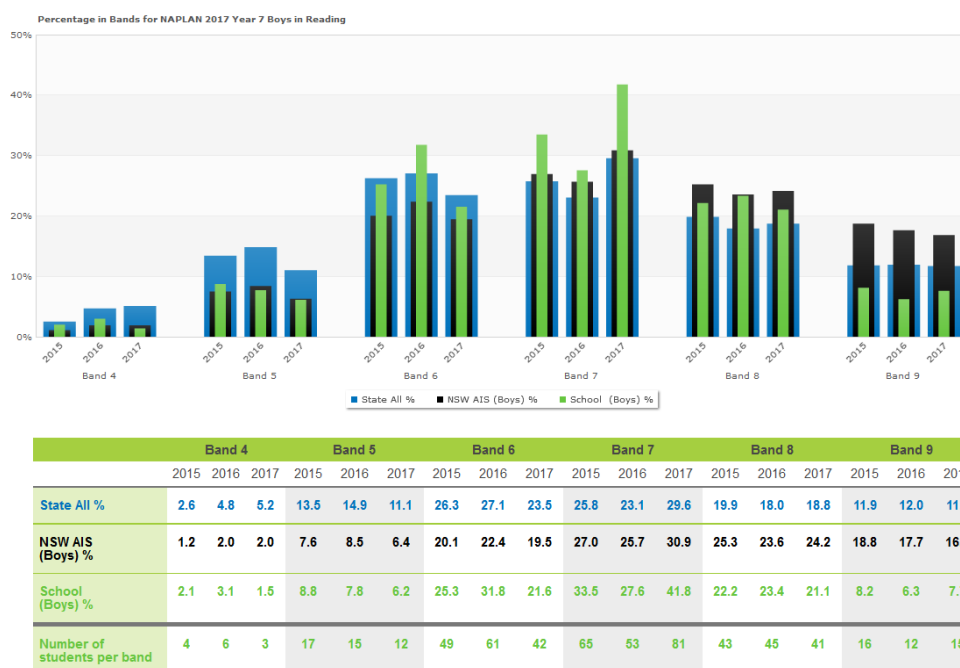 Percentage in Bands for NAPLAN 2017 Year 7 Boys in Reading
50%
40%
30%
20%
10%
0%
2015 2016 2017 2015 2016 2017 2015 2016 2017 2015 2016 2017 2015 2016 2017 2015 2016 2017
Band 4 Band 5 Band 6 Band 7 Band 8 Band 9
State All % NSW AIS (Boys) % School (Boys) %
Band 4 Band 5 Band 6 Band 7 Band 8 Band 9
2015 2016 2017 2015 2016 2017 2015 2016 2017 2015 2016 2017 2015 2016 2017 2015 2016
State All % 2.6 4.8 5.2 13.5 14.9 11.1 26.3 27.1 23.5 25.8 23.1 29.6 19.9 18.0 18.8 11.9 12.0
NSW AIS
(Boys) % 1.2 2.0 2.0 7.6 8.5 6.4 20.1 22.4 19.5 27.0 25.7 30.9 25.3 23.6 24.2 18.8 17.7
School
(Boys) % 2.1 3.1 1.5 8.8 7.8 6.2 25.3 31.8 21.6 33.5 27.6 41.8 22.2 23.4 21.1 8.2 6.3
Number of
students per band 4 6 3 17 15 12 49 61 42 65 53 81 43 45 41 16 12